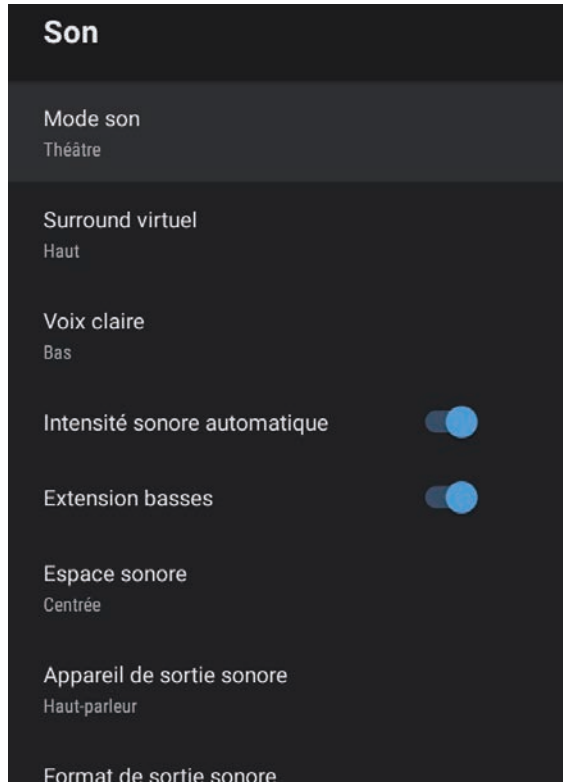 Son
Mode son
Théâtre
Surround virtuel
Haut
Voix claire
Bas
Intensité sonore automatique
Extension basses
Espace sonore
Centrée
Appareil de sortie sonore
Haut-parleur
Format de sortie sonore